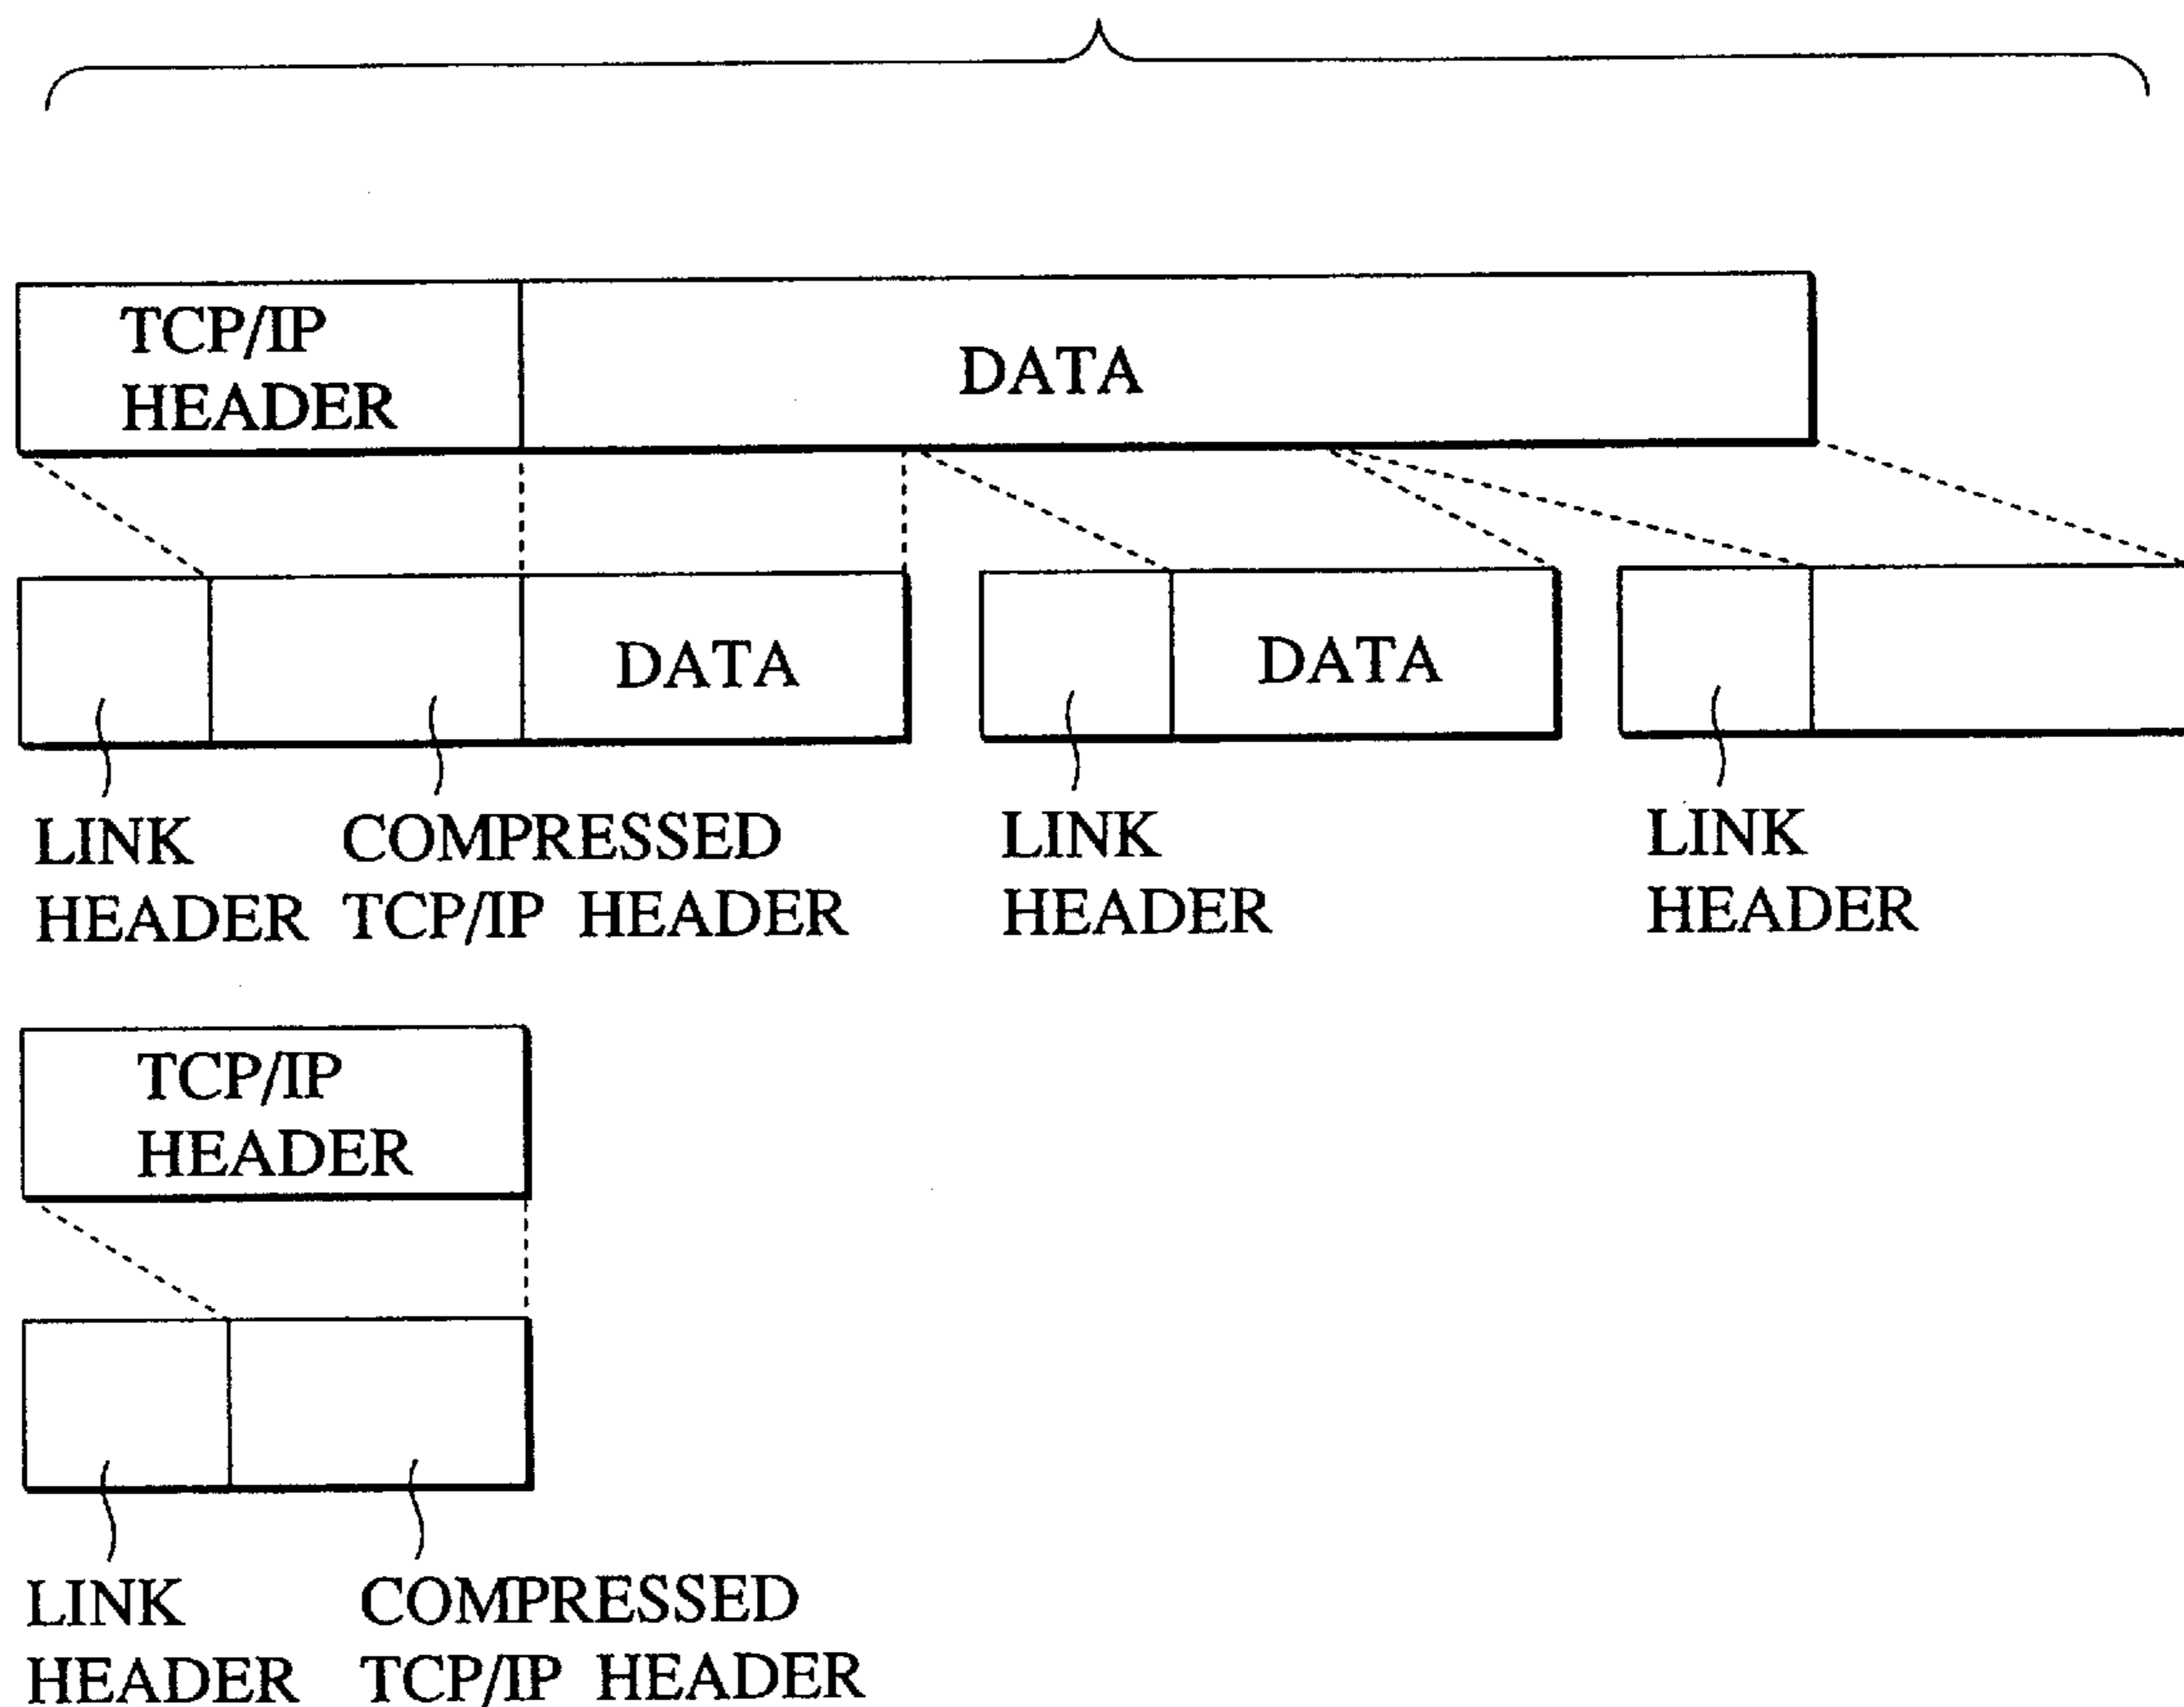 TCP/IP
HEADER
DATA
DATA
DATA
LINK
HEADER
COMPRESSED
TCP/IP HEADER
LINK
HEADER
LINK
HEADER
TCP/IP
HEADER
LINK
HEADER
COMPRESSED
TCP/IP HEADER